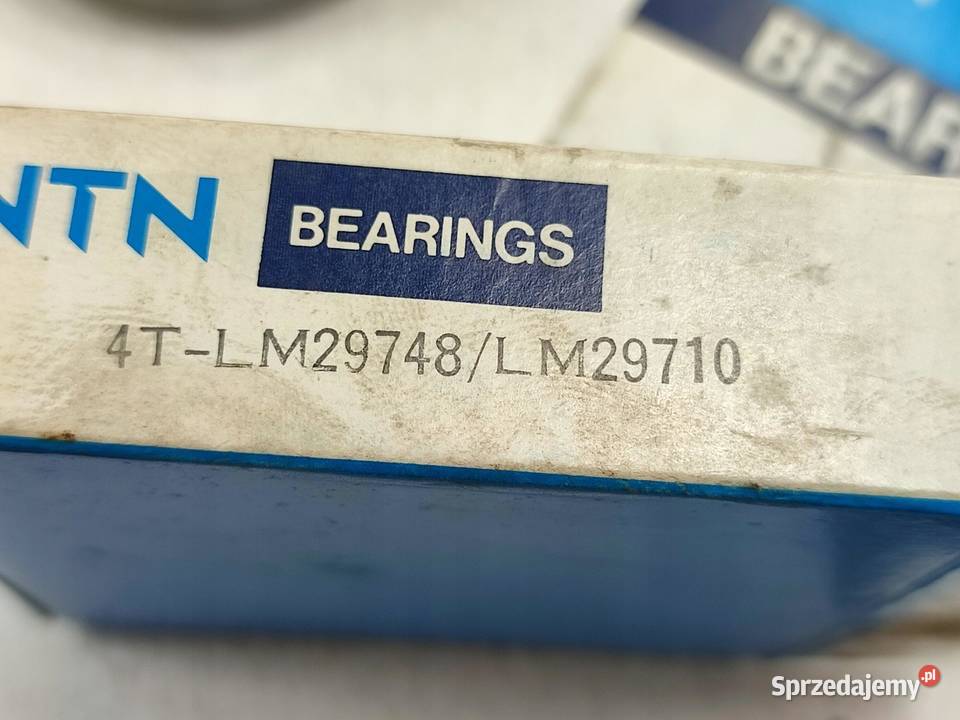 BEAR
NTN BEARINGS
4T-LM29748/LM29710
Sprzedajemy.pl